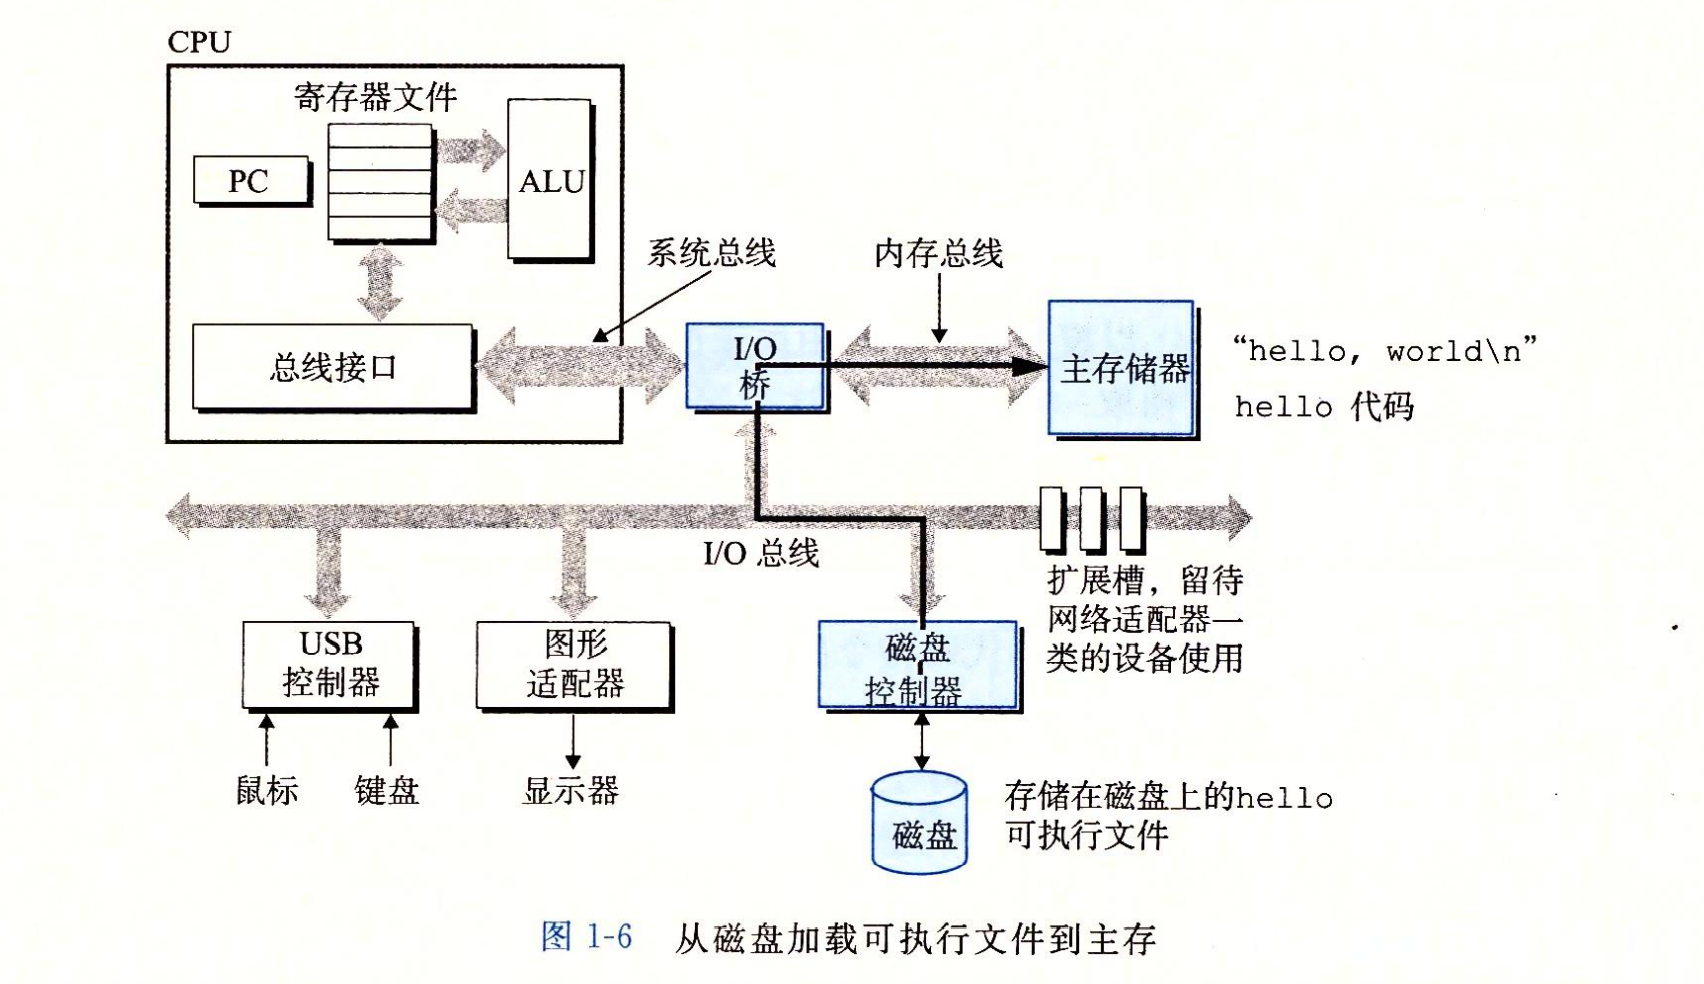 CPU
寄存器文件
PC
ALU
系统总线
内存总线
总线接口
I/O
桥
主存储器
“hello, world\n”
hello 代码
I/O 总线
扩展槽，留待
网络适配器一
类的设备使用
USB
控制器
图形
适配器
磁盘
控制器
鼠标
键盘
显示器
磁盘
存储在磁盘上的hello
可执行文件
图 1-6 从磁盘加载可执行文件到主存